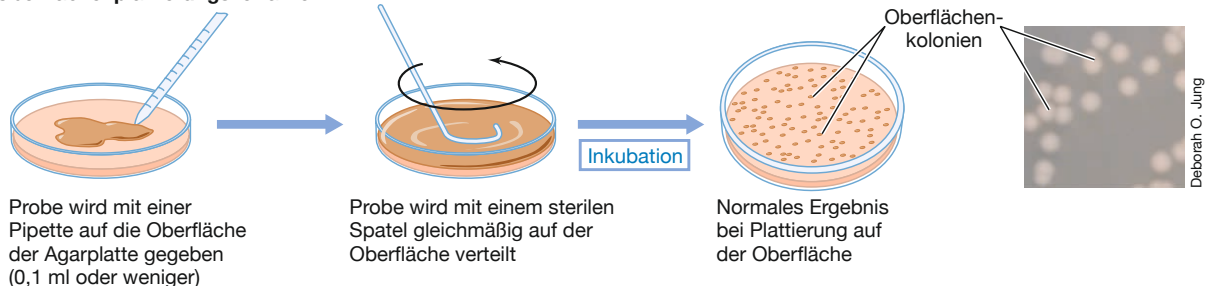 Oberflächen-
kolonien
Inkubation
Probe wird mit einer
Pipette auf die Oberfläche
der Agarplatte gegeben
(0,1 ml oder weniger)
Probe wird mit einem sterilen
Spatel gleichmäßig auf der
Oberfläche verteilt
Normales Ergebnis
bei Plattierung auf
der Oberfläche
Deborah O. Jung